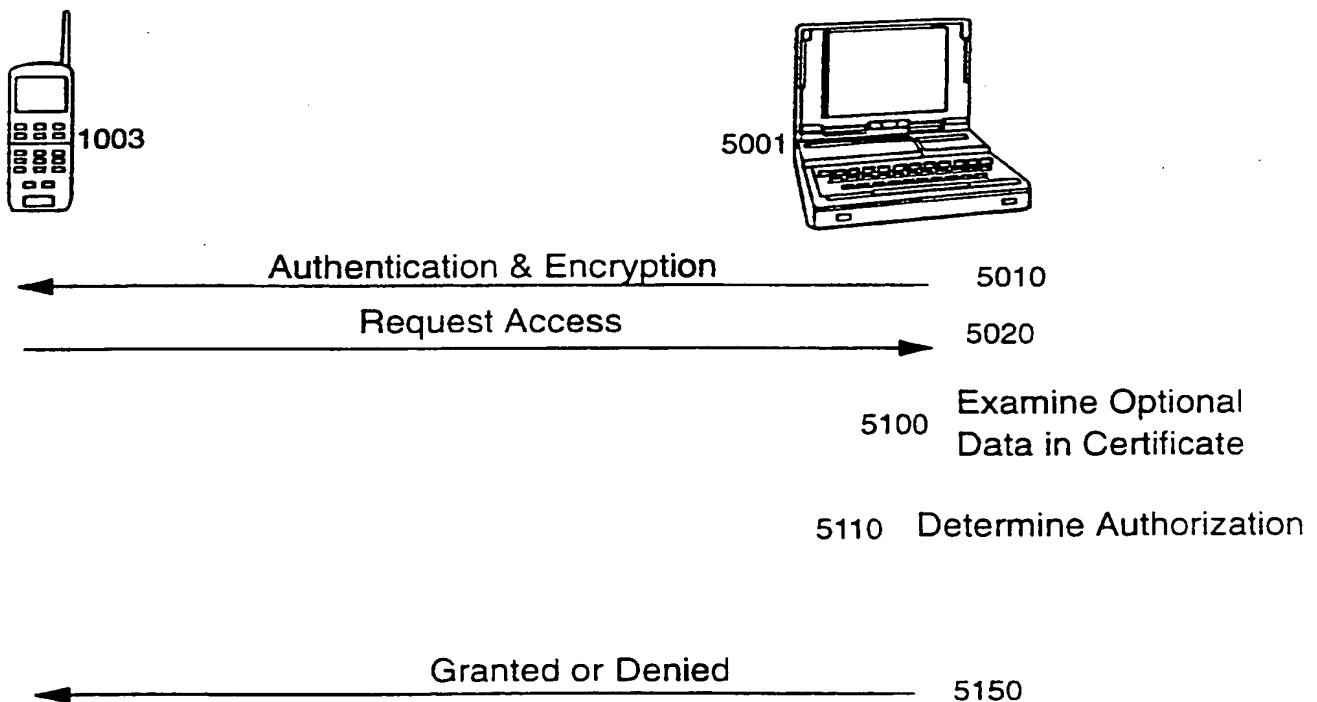 1003
5001
Authentication & Encryption 5010
Request Access 5020
5100 Examine Optional
Data in Certificate
5110 Determine Authorization
Granted or Denied 5150